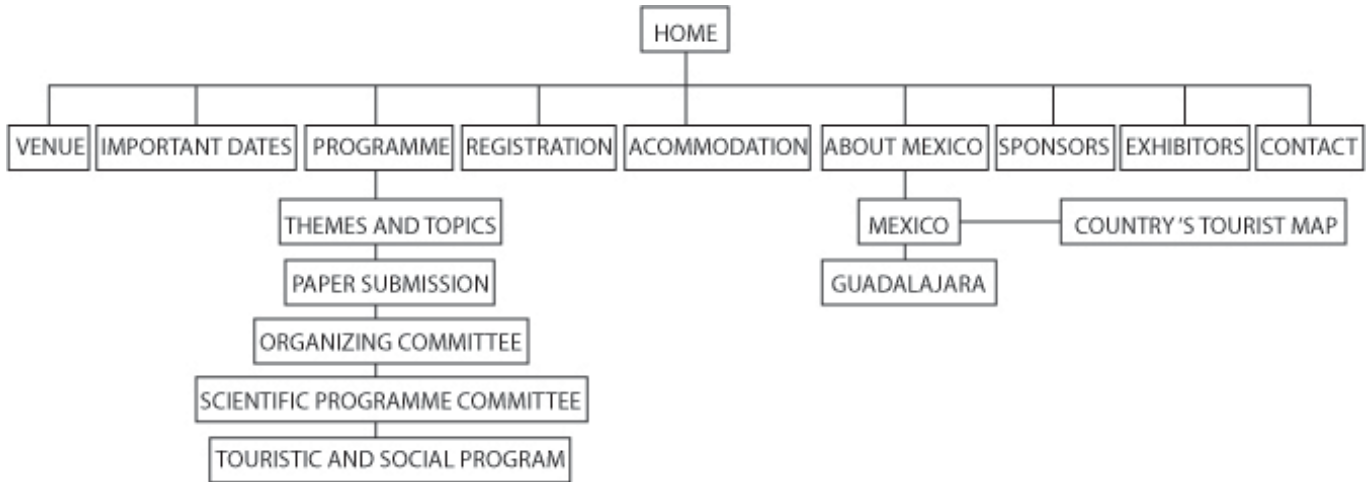 HOME
VENUE
IMPORTANT DATES
PROGRAMME
REGISTRATION
ACOMMODATION
ABOUT MEXICO
SPONSORS
EXHIBITORS
CONTACT
THEMES AND TOPICS
MEXICO
COUNTRY'S TOURIST MAP
PAPER SUBMISSION
GUADALAJARA
ORGANIZING COMMITTEE
SCIENTIFIC PROGRAMME COMMITTEE
TOURISTIC AND SOCIAL PROGRAM